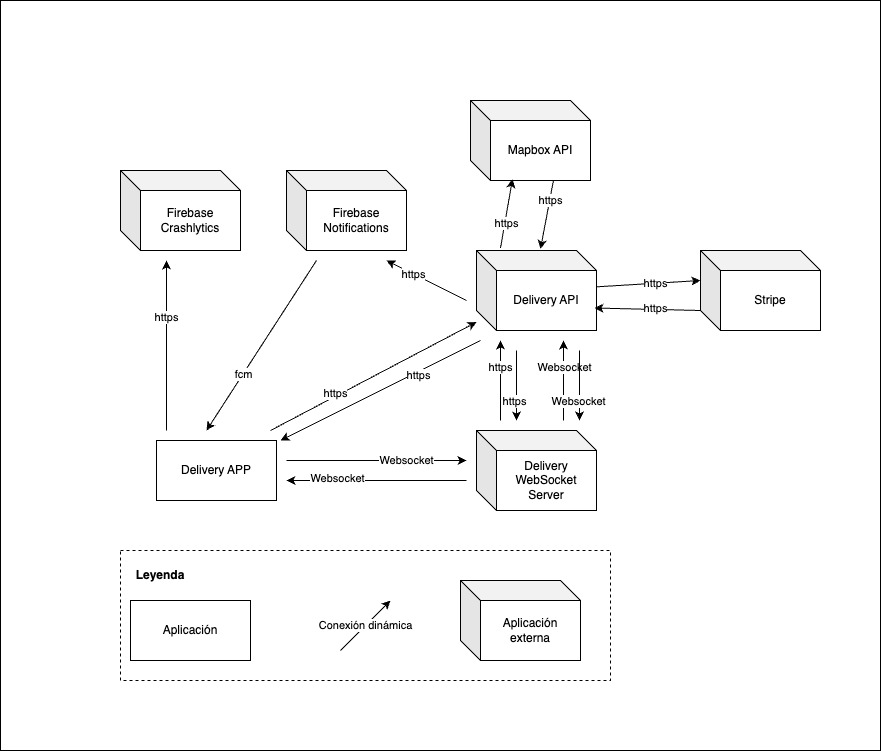 Mapbox API
https
https
Firebase
Crashlytics
Firebase
Notifications
https
Delivery API
https
https
Stripe
https
fcm
https
https
https
https
Websocket
Websocket
Delivery APP
Websocket
Websocket
Delivery
WebSocket
Server
Leyenda
Aplicación
Conexión dinámica
Aplicación
externa